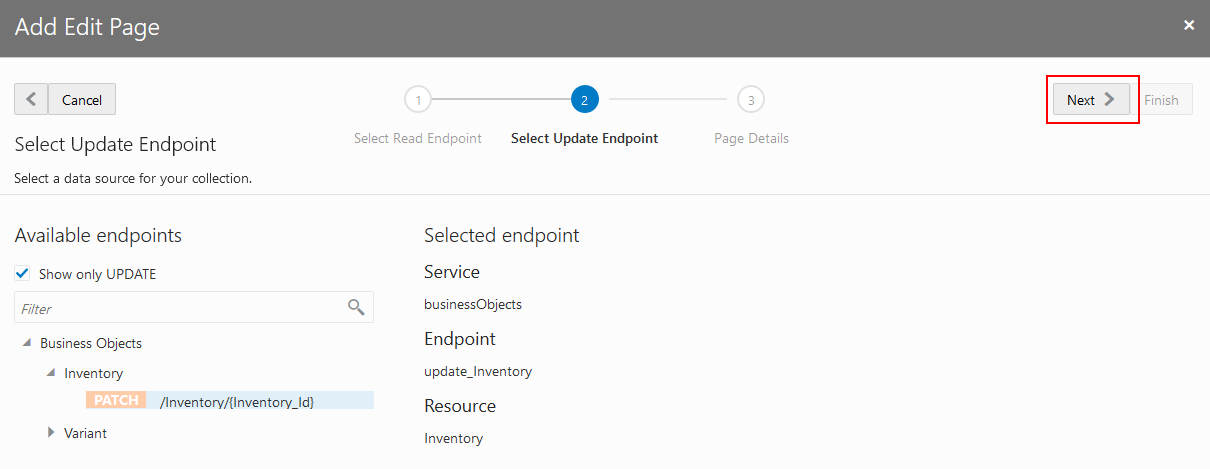 Add Edit Page
×
Cancel
1
2
3
Next
Finish
Select Read Endpoint
Select Update Endpoint
Page Details
Select Update Endpoint
Select a data source for your collection.
Available endpoints
Show only UPDATE
Filter
Business Objects
Inventory
PATCH /Inventory/{Inventory_Id}
Variant
Selected endpoint
Service
businessObjects
Endpoint
update_Inventory
Resource
Inventory